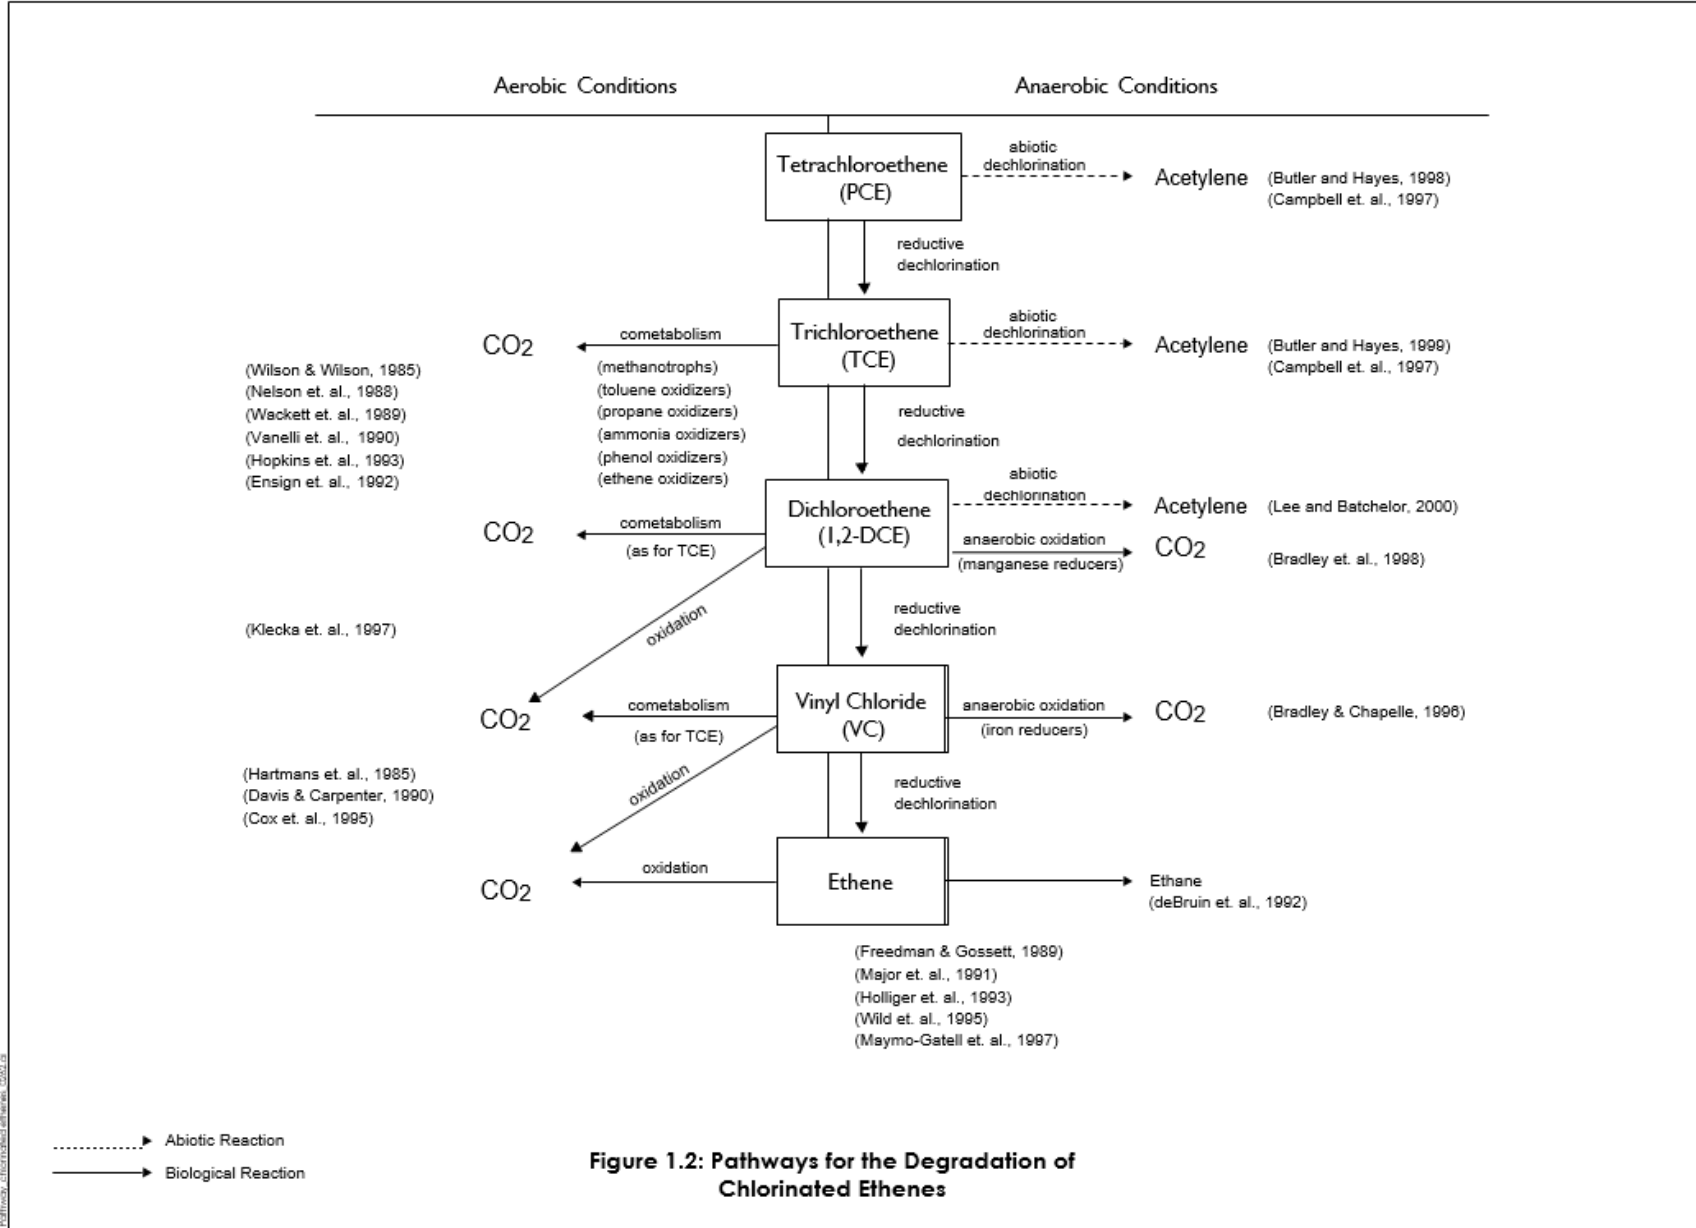 Aerobic Conditions
Anaerobic Conditions
Tetrachloroethene
(PCE)
abiotic
dechlorination
Acetylene
(Butler and Hayes, 1998)
(Campbell et. al., 1997)
reductive
dechlorination
CO2
cometabolism
(methanotrophs)
(toluene oxidizers)
(propane oxidizers)
(ammonia oxidizers)
(phenol oxidizers)
(ethene oxidizers)
(Wilson & Wilson, 1985)
(Nelson et. al., 1988)
(Wackett et. al., 1989)
(Vanelli et. al., 1990)
(Hopkins et. al., 1993)
(Ensign et. al., 1992)
Trichloroethene
(TCE)
abiotic
dechlorination
Acetylene
(Butler and Hayes, 1999)
(Campbell et. al., 1997)
reductive
dechlorination
CO2
cometabolism
(as for TCE)
Dichloroethene
(1,2-DCE)
abiotic
dechlorination
Acetylene
(Lee and Batchelor, 2000)
anaerobic oxidation
(manganese reducers)
CO2
(Bradley et. al., 1998)
oxidation
(Klecka et. al., 1997)
reductive
dechlorination
CO2
cometabolism
(as for TCE)
Vinyl Chloride
(VC)
anaerobic oxidation
(iron reducers)
CO2
(Bradley & Chapelle, 1996)
oxidation
(Hartmans et. al., 1985)
(Davis & Carpenter, 1990)
(Cox et. al., 1995)
reductive
dechlorination
CO2
oxidation
Ethene
Ethane
(deBruin et. al., 1992)
(Freedman & Gossett, 1989)
(Major et. al., 1991)
(Holliger et. al., 1993)
(Wild et. al., 1995)
(Maymo-Gatell et. al., 1997)
Abiotic Reaction
Biological Reaction
Figure 1.2: Pathways for the Degradation of
Chlorinated Ethenes